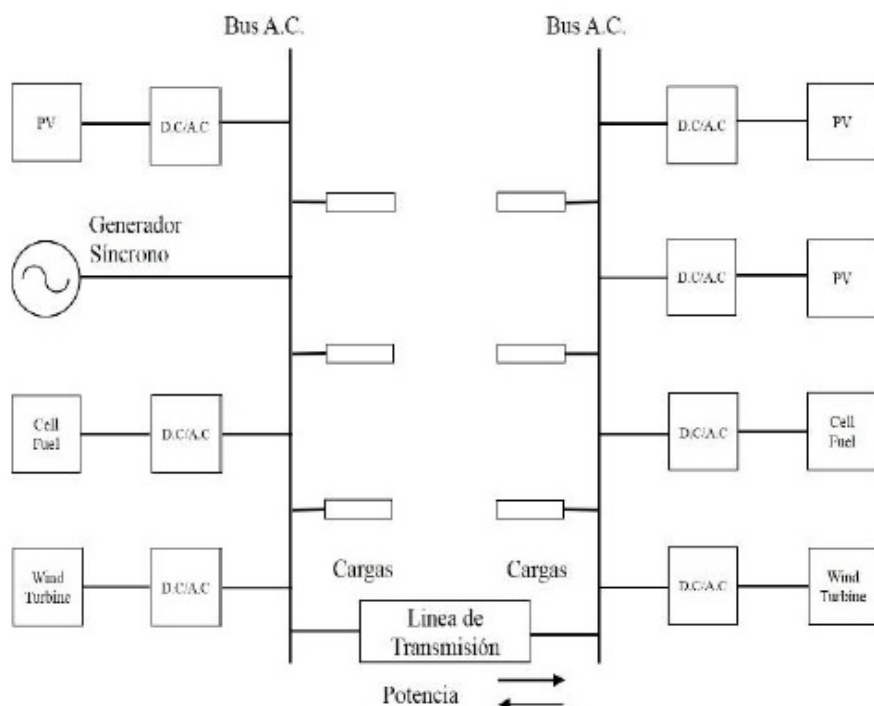 Bus A.C.
Bus A.C.
PV
D.C/A.C
D.C/A.C
PV
Generador
Síncrono
D.C/A.C
PV
Cell
Fuel
D.C/A.C
D.C/A.C
Cell
Fuel
Wind
Turbine
D.C/A.C
Cargas
Cargas
D.C/A.C
Wind
Turbine
Linea de
Transmisión
Potencia